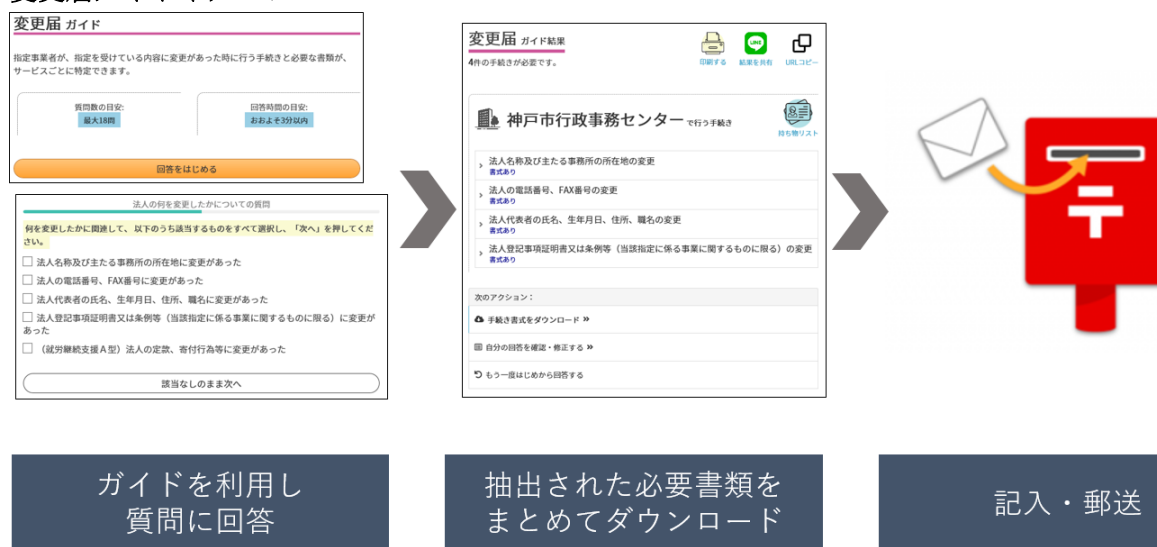 変更届 ガイド
指定事業者が、指定を受けている内容に変更があった時に行う手続きと必要な書類が、
サービスごとに特定できます。
質問数の目安:
最大18問
回答時間の目安:
おおよそ3分以内
回答をはじめる
法人の何を変更したかについての質問
何を変更したかに関連して、以下のうち該当するものをすべて選択し、「次へ」を押してくだ
さい。
法人名称及び主たる事務所の所在地に変更があった
法人の電話番号、FAX番号に変更があった
法人代表者の氏名、生年月日、住所、職名に変更があった
法人登記事項証明書又は条例等(当該指定に係る事業に関するものに限る)に変更が
あった
(就労継続支援A型)法人の定款、寄付行為等に変更があった
該当なしのまま次へ
変更届 ガイド結果
4件の手続きが必要です。
印刷する
LINE
結果を共有
URLコピー
神戸市行政事務センター で行う手続き
持ち物リスト
法人名称及び主たる事務所の所在地の変更
書式あり
法人の電話番号、FAX番号の変更
書式あり
法人代表者の氏名、生年月日、住所、職名の変更
書式あり
法人登記事項証明書又は条例等(当該指定に係る事業に関するものに限る)の変更
書式あり
次のアクション:
手続き書式をダウンロード »
自分の回答を確認・修正する »
もう一度はじめから回答する
ガイドを利用し
質問に回答
抽出された必要書類を
まとめてダウンロード
記入・郵送